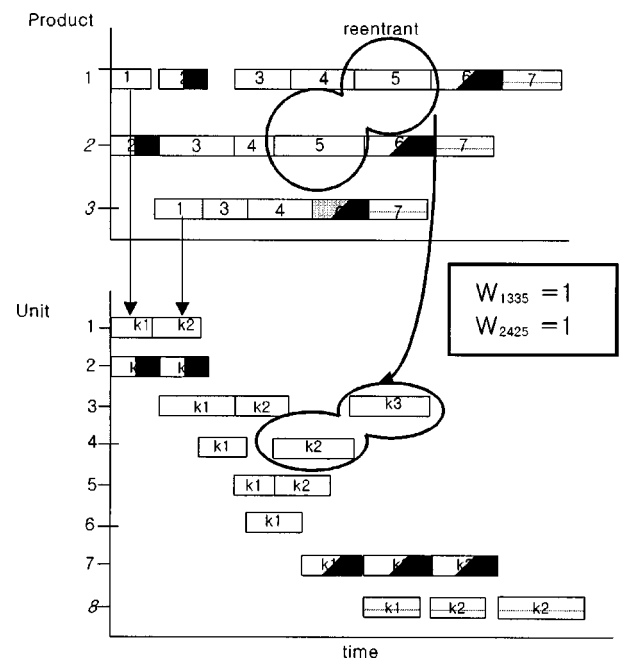 Product
reentrant
1 1 2 3 4 5 6 7
2 2 3 4 5 6 7
3 1 3 4 7
W1335 = 1
W2425 = 1
Unit
1 k1 k2
2 k k
3 k1 k2 k3
4 k1 k2
5 k1 k2
6 k1
7 k1 k k
8 k1 k2 k2
time